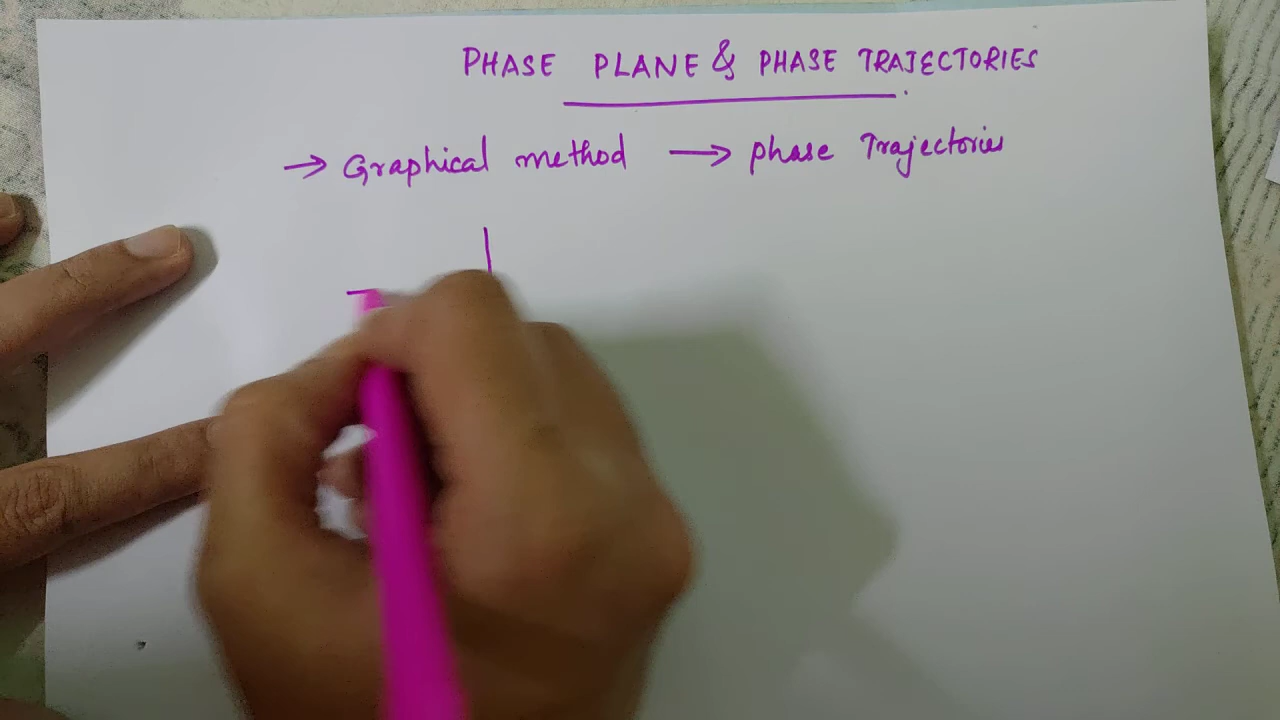 PHASE PLANE & PHASE TRAJECTORIES
→ Graphical method → phase Trajectories